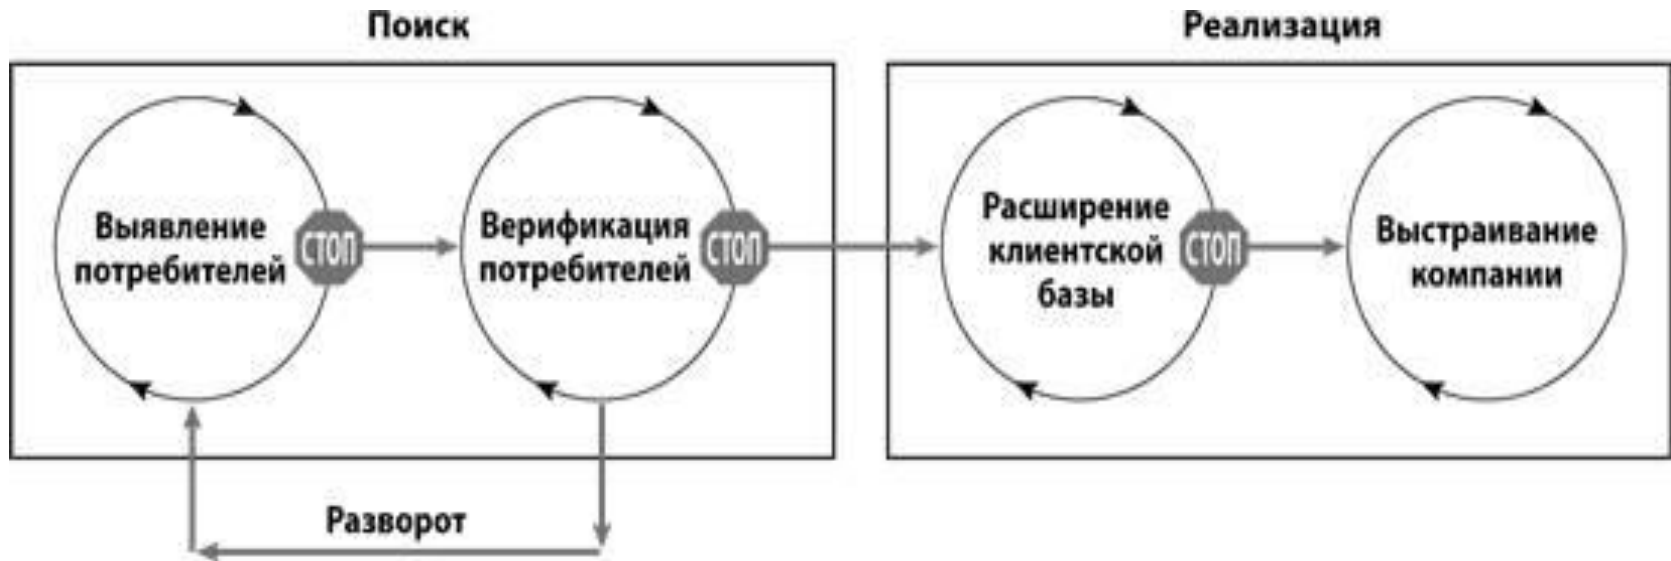 Поиск
Реализация
Выявление
потребителей
СТОП
Верификация
потребителей
СТОП
Расширение
клиентской
базы
СТОП
Выстраивание
компании
Разворот